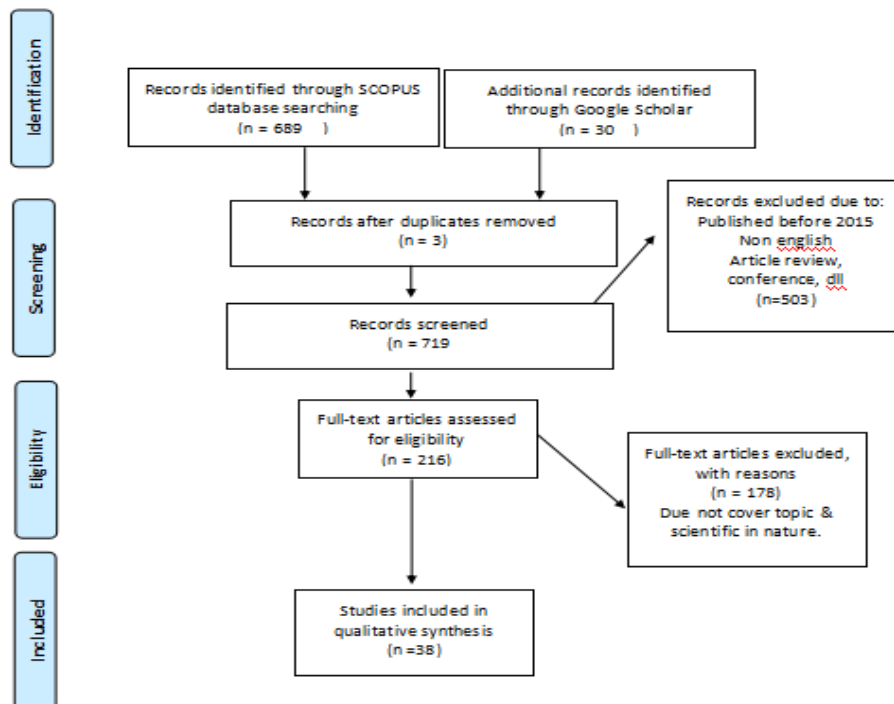 Identification
Records identified through SCOPUS
database searching
(n = 689   )
Additional records identified
through Google Scholar
(n = 30   )
Screening
Records after duplicates removed
(n = 3)
Records excluded due to:
Published before 2015
Non english
Article review,
conference, dll
(n=503)
Records screened
(n = 719
Eligibility
Full-text articles assessed
for eligibility
(n = 216)
Full-text articles excluded,
with reasons
(n = 178)
Due not cover topic &
scientific in nature.
Included
Studies included in
qualitative synthesis
(n =38)